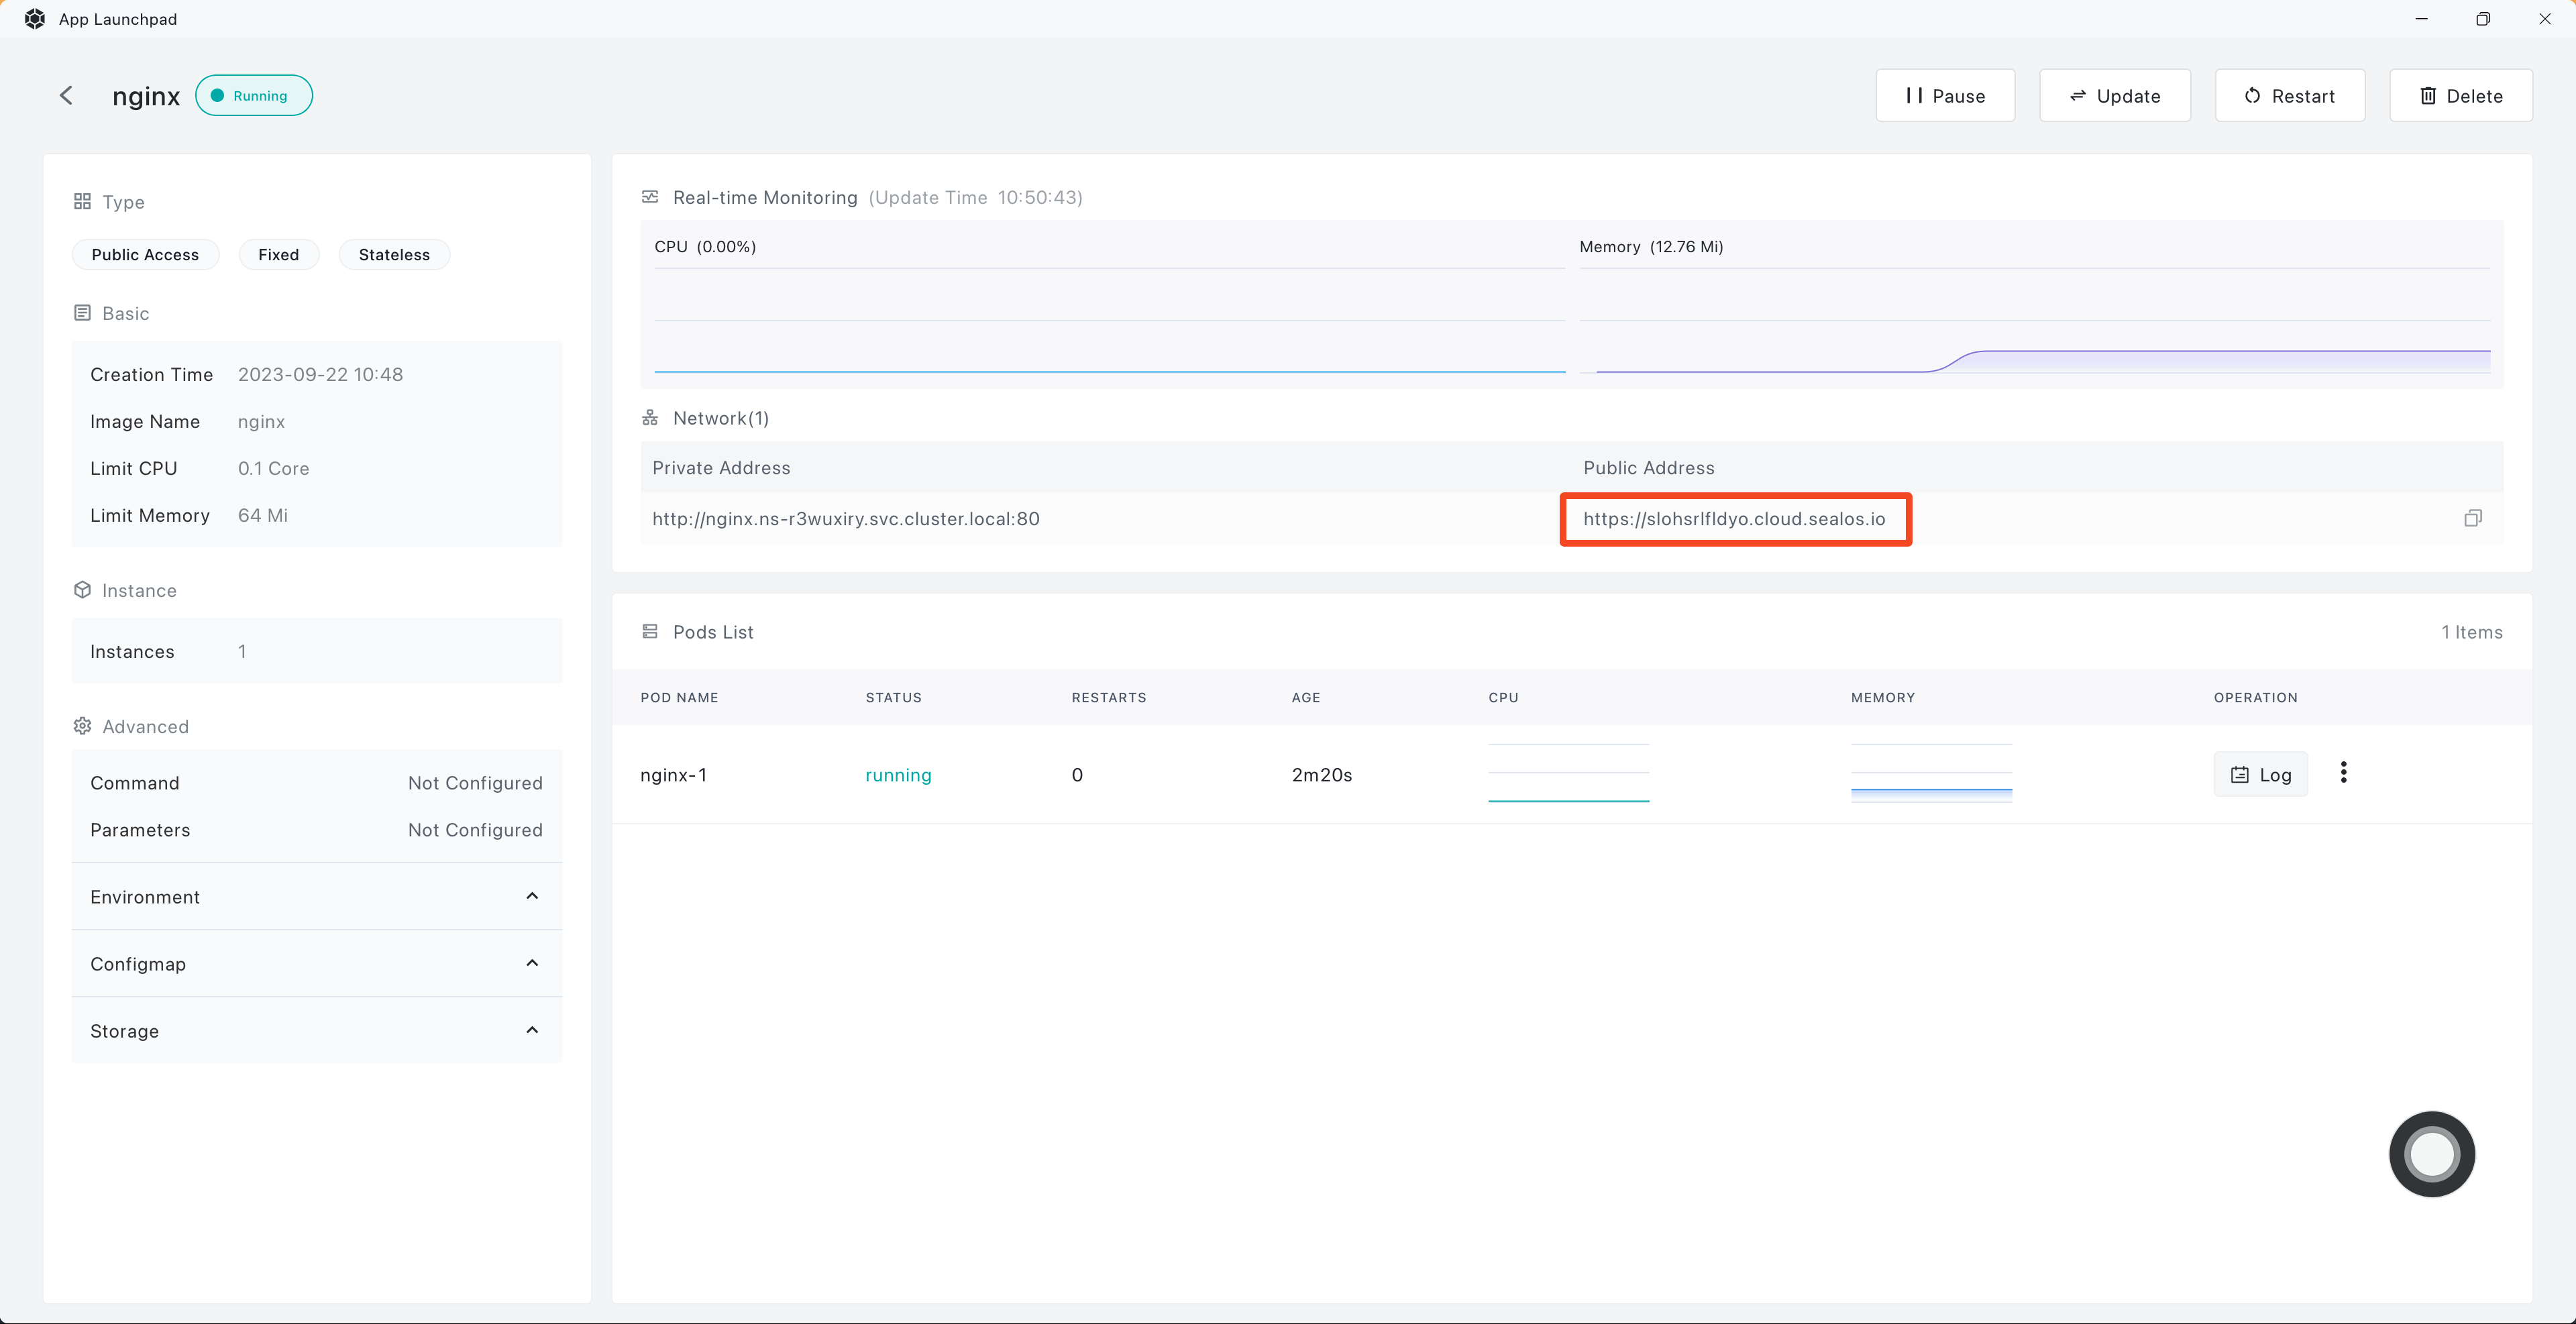 App Launchpad
nginx Running
Pause Update Restart Delete
Type
Public Access Fixed Stateless
Basic
Creation Time 2023-09-22 10:48
Image Name nginx
Limit CPU 0.1 Core
Limit Memory 64 Mi
Instance
Instances 1
Advanced
Command Not Configured
Parameters Not Configured
Environment
Configmap
Storage
Real-time Monitoring (Update Time 10:50:43)
CPU (0.00%) Memory (12.76 Mi)
Network(1)
Private Address Public Address
http://nginx.ns-r3wuxiry.svc.cluster.local:80 https://slohsrlfldyo.cloud.sealos.io
Pods List 1 Items
POD NAME STATUS RESTARTS AGE CPU MEMORY OPERATION
nginx-1 running 0 2m20s Log